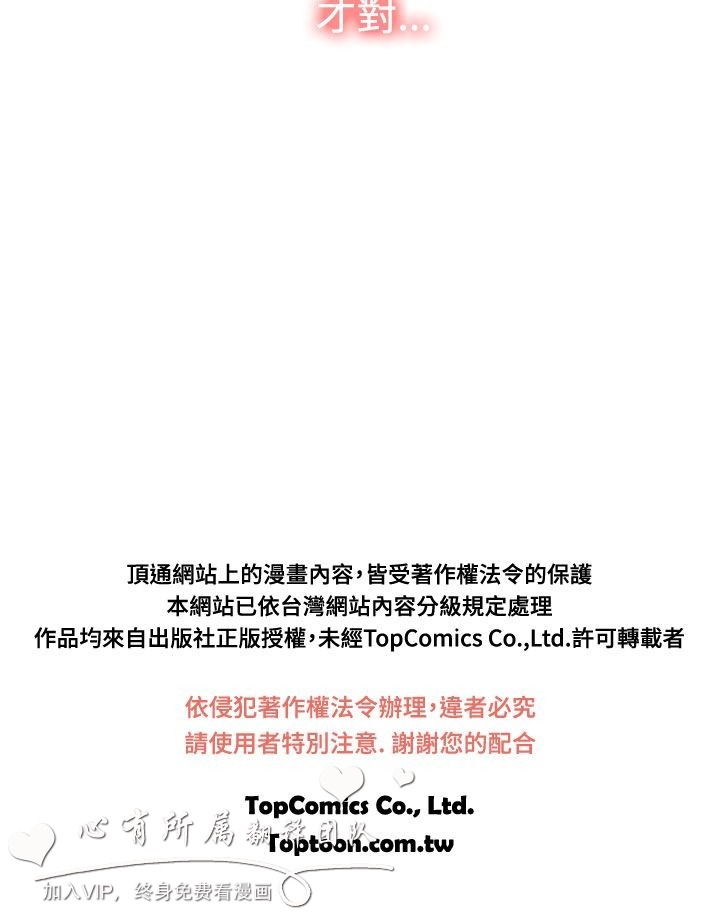 才對...
頂通網站上的漫畫內容，皆受著作權法令的保護
本網站已依台灣網站內容分級規定處理
作品均來自出版社正版授權，未經TopComics Co.,Ltd.許可轉載者
依侵犯著作權法令辦理，違者必究
請使用者特別注意. 謝謝您的配合
TopComics Co., Ltd.
Toptoon.com.tw
心有所属翻译团队
加入VIP，终身免费看漫画